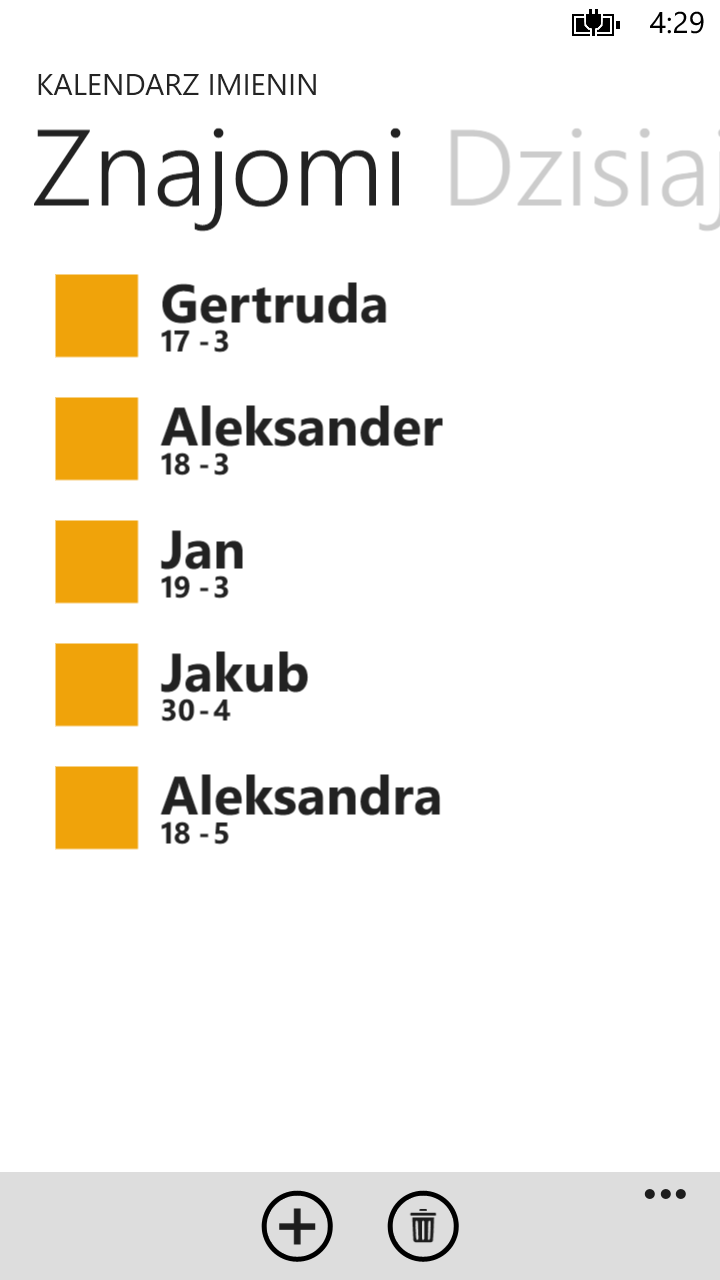 4:29
KALENDARZ IMIENIN
Znajomi Dzisiaj
Gertruda
17 - 3
Aleksander
18 - 3
Jan
19 - 3
Jakub
30 - 4
Aleksandra
18 - 5